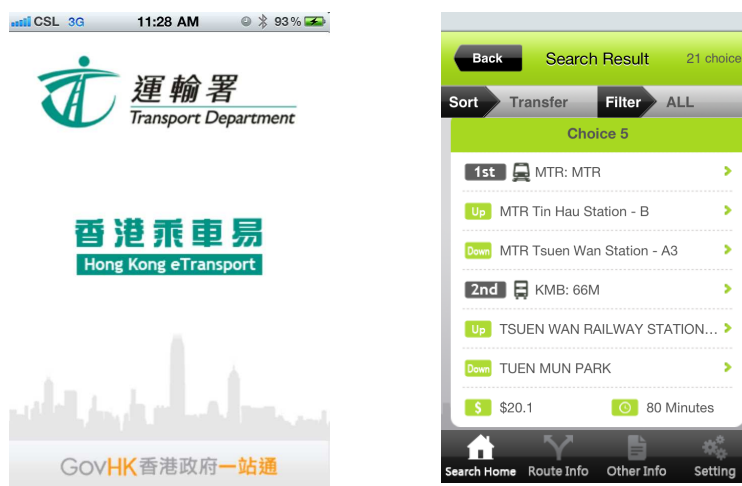 CSL 3G 11:28 AM 93%
運輸署
Transport Department
香港乘車易
Hong Kong eTransport
GovHK香港政府一站通
Back Search Result 21 choice
Sort Transfer Filter ALL
Choice 5
1st MTR: MTR
Up MTR Tin Hau Station - B
Down MTR Tsuen Wan Station - A3
2nd KMB: 66M
Up TSUEN WAN RAILWAY STATION...
Down TUEN MUN PARK
$ $20.1 80 Minutes
Search Home Route Info Other Info Setting